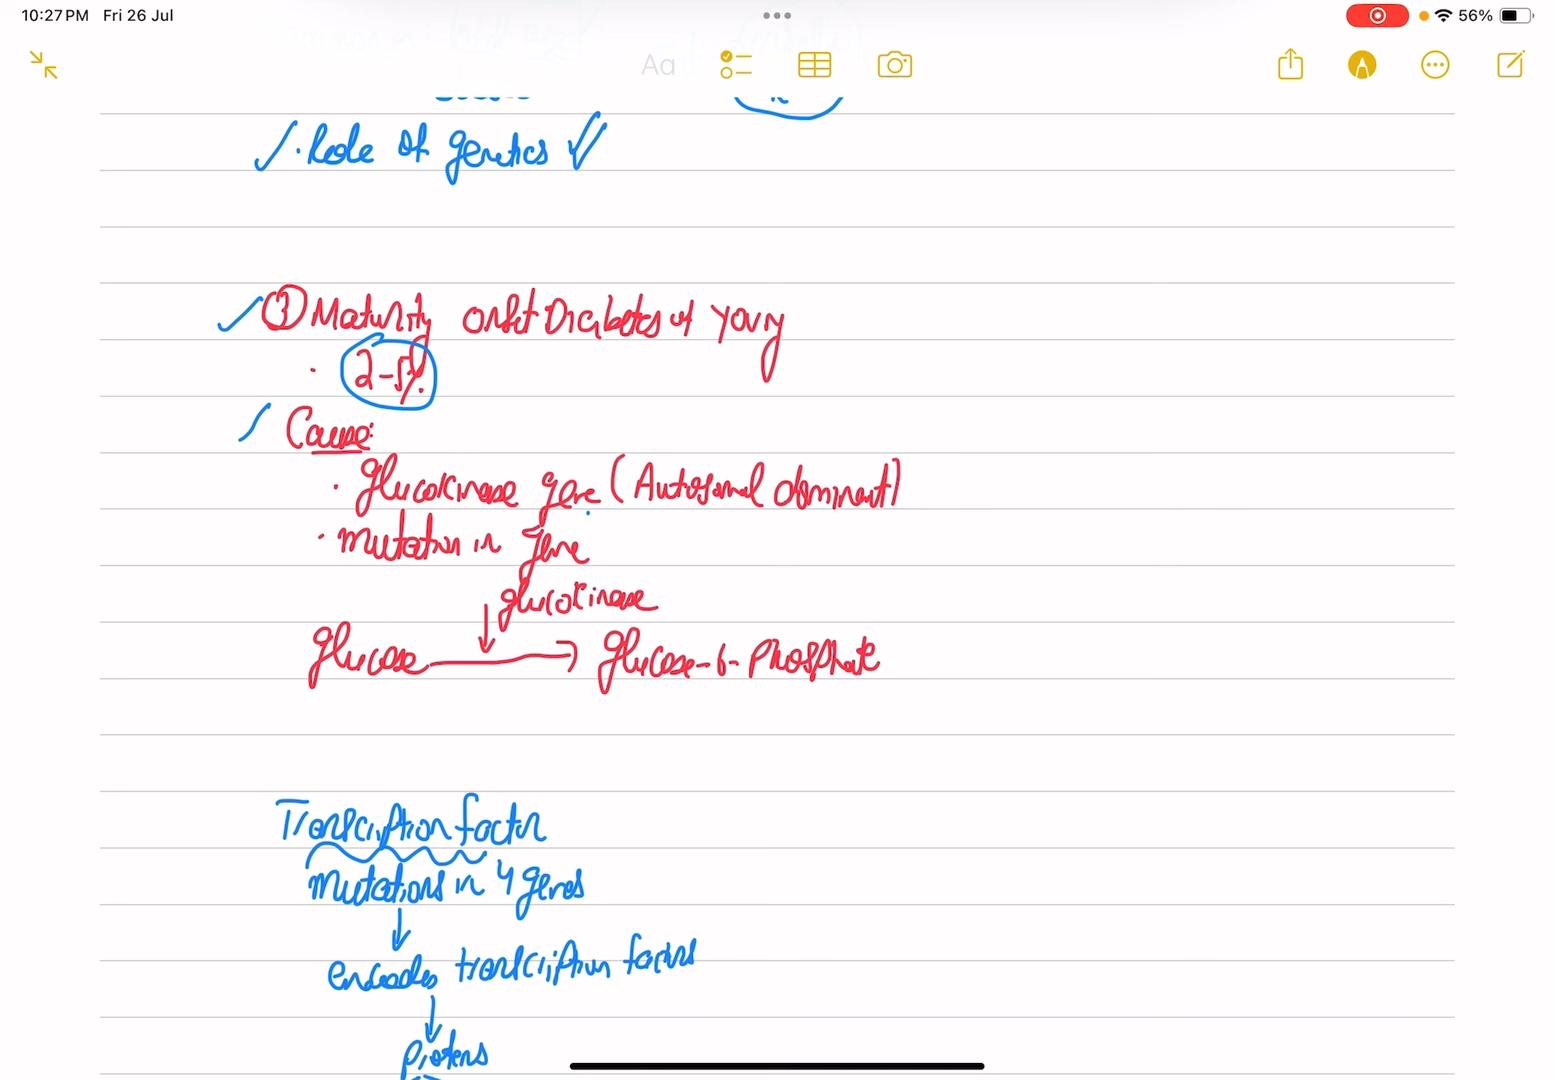 10:27 PM Fri 26 Jul
56%
Aa
Role of genetics
① Maturity onset Diabetes of young
2-5%
Cause:
glucokinase gene (Autosomal dominant)
mutation in gene
glucokinase
glucose → glucose-6-phosphate
Transcription factor
mutations in 4 genes
encodes transcription factors
proteins